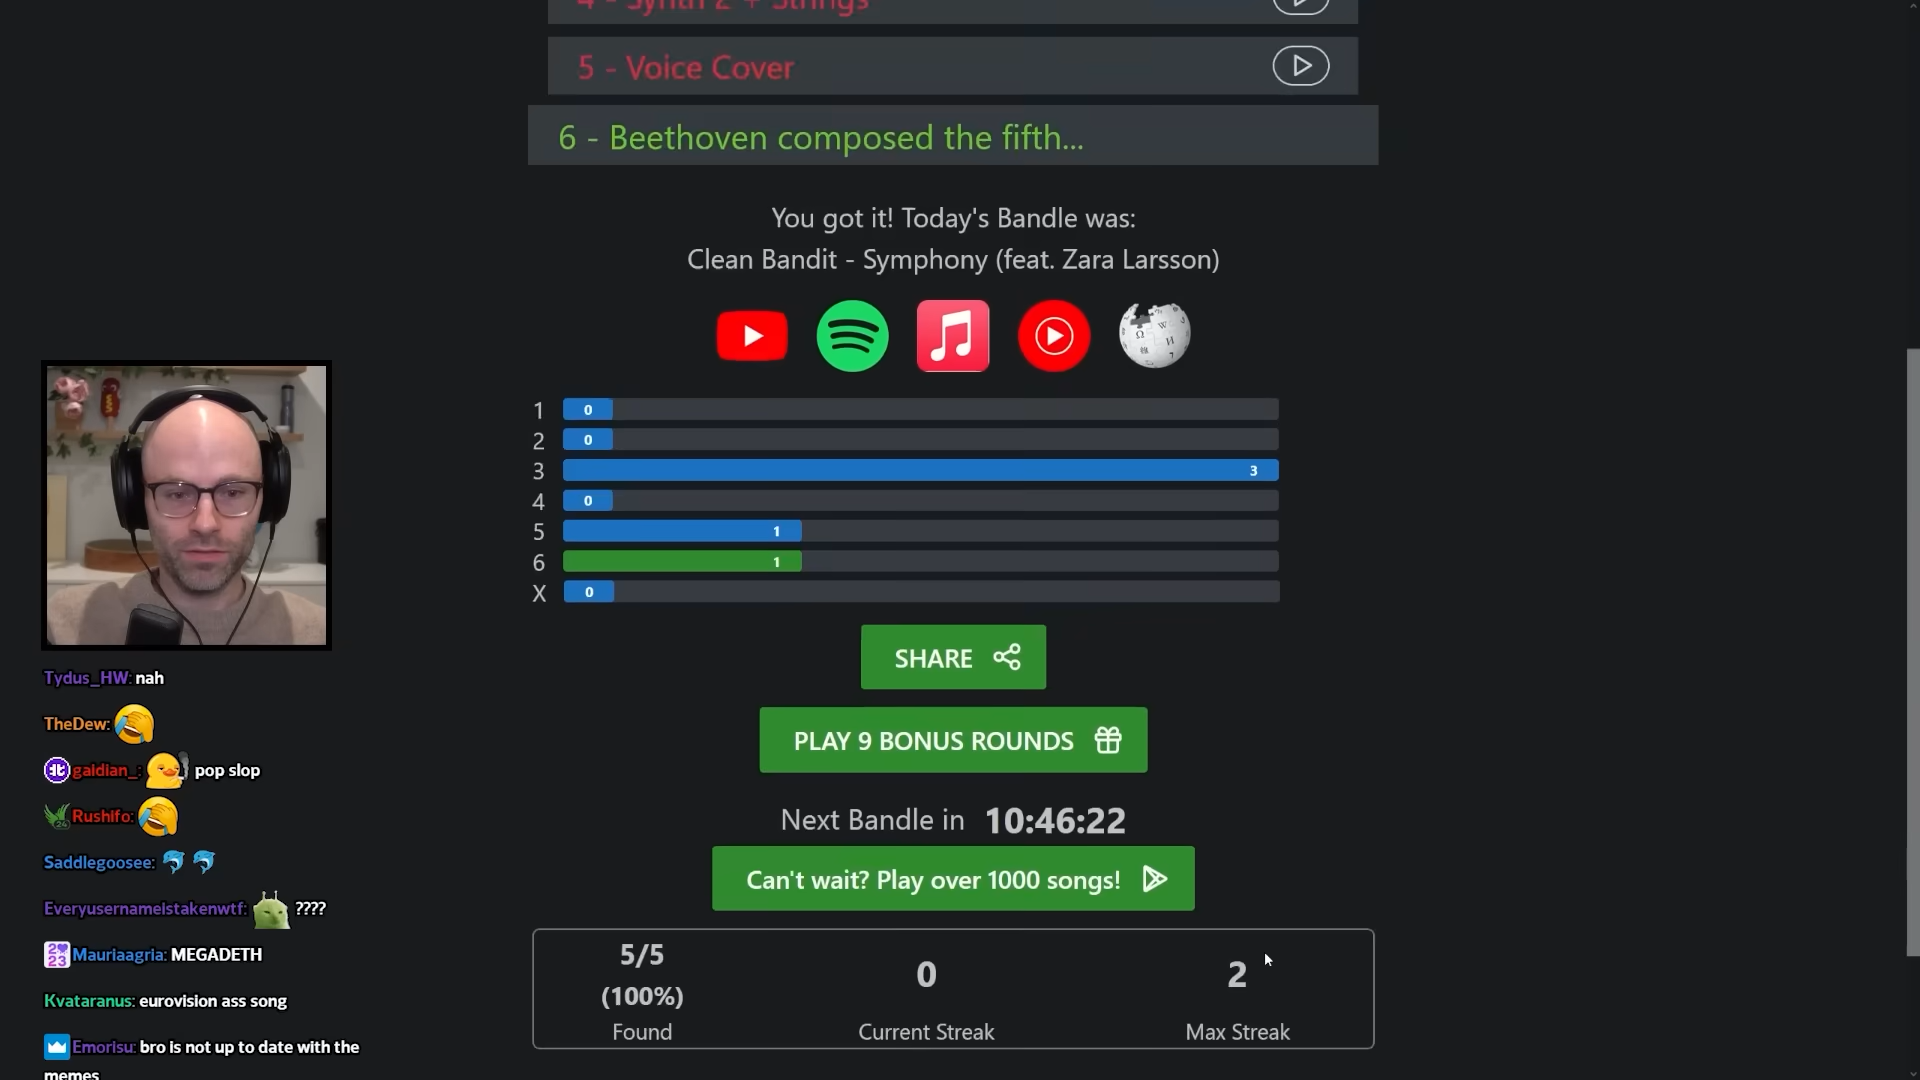 4 - Synth 2 + Strings
5 - Voice Cover
6 - Beethoven composed the fifth...
You got it! Today's Bandle was:
Clean Bandit - Symphony (feat. Zara Larsson)
1 0
2 0
3 3
4 0
5 1
6 1
X 0
SHARE
PLAY 9 BONUS ROUNDS
Next Bandle in 10:46:22
Can't wait? Play over 1000 songs!
5/5
(100%)
Found
0
Current Streak
2
Max Streak
Tydus_HW: nah
TheDew:
gaidian_: pop slop
Rushifo:
Saddlegoosee:
Everyusernameistakenwtf: ????
Mauriaagria: MEGADETH
Kvataranus: eurovision ass song
Emorisu: bro is not up to date with the
memes